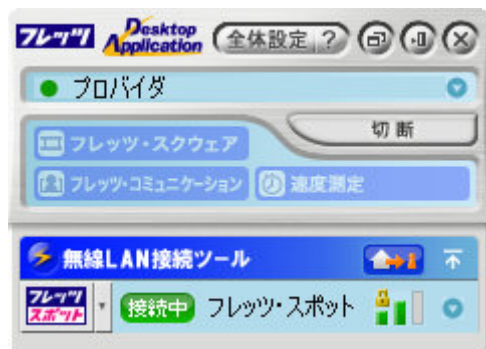 フレッツ Desktop Application 全体設定 ?
プロバイダ
切断
フレッツ・スクウェア
フレッツ・コミュニケーション 速度測定
無線LAN接続ツール
フレッツ スポット 接続中 フレッツ・スポット